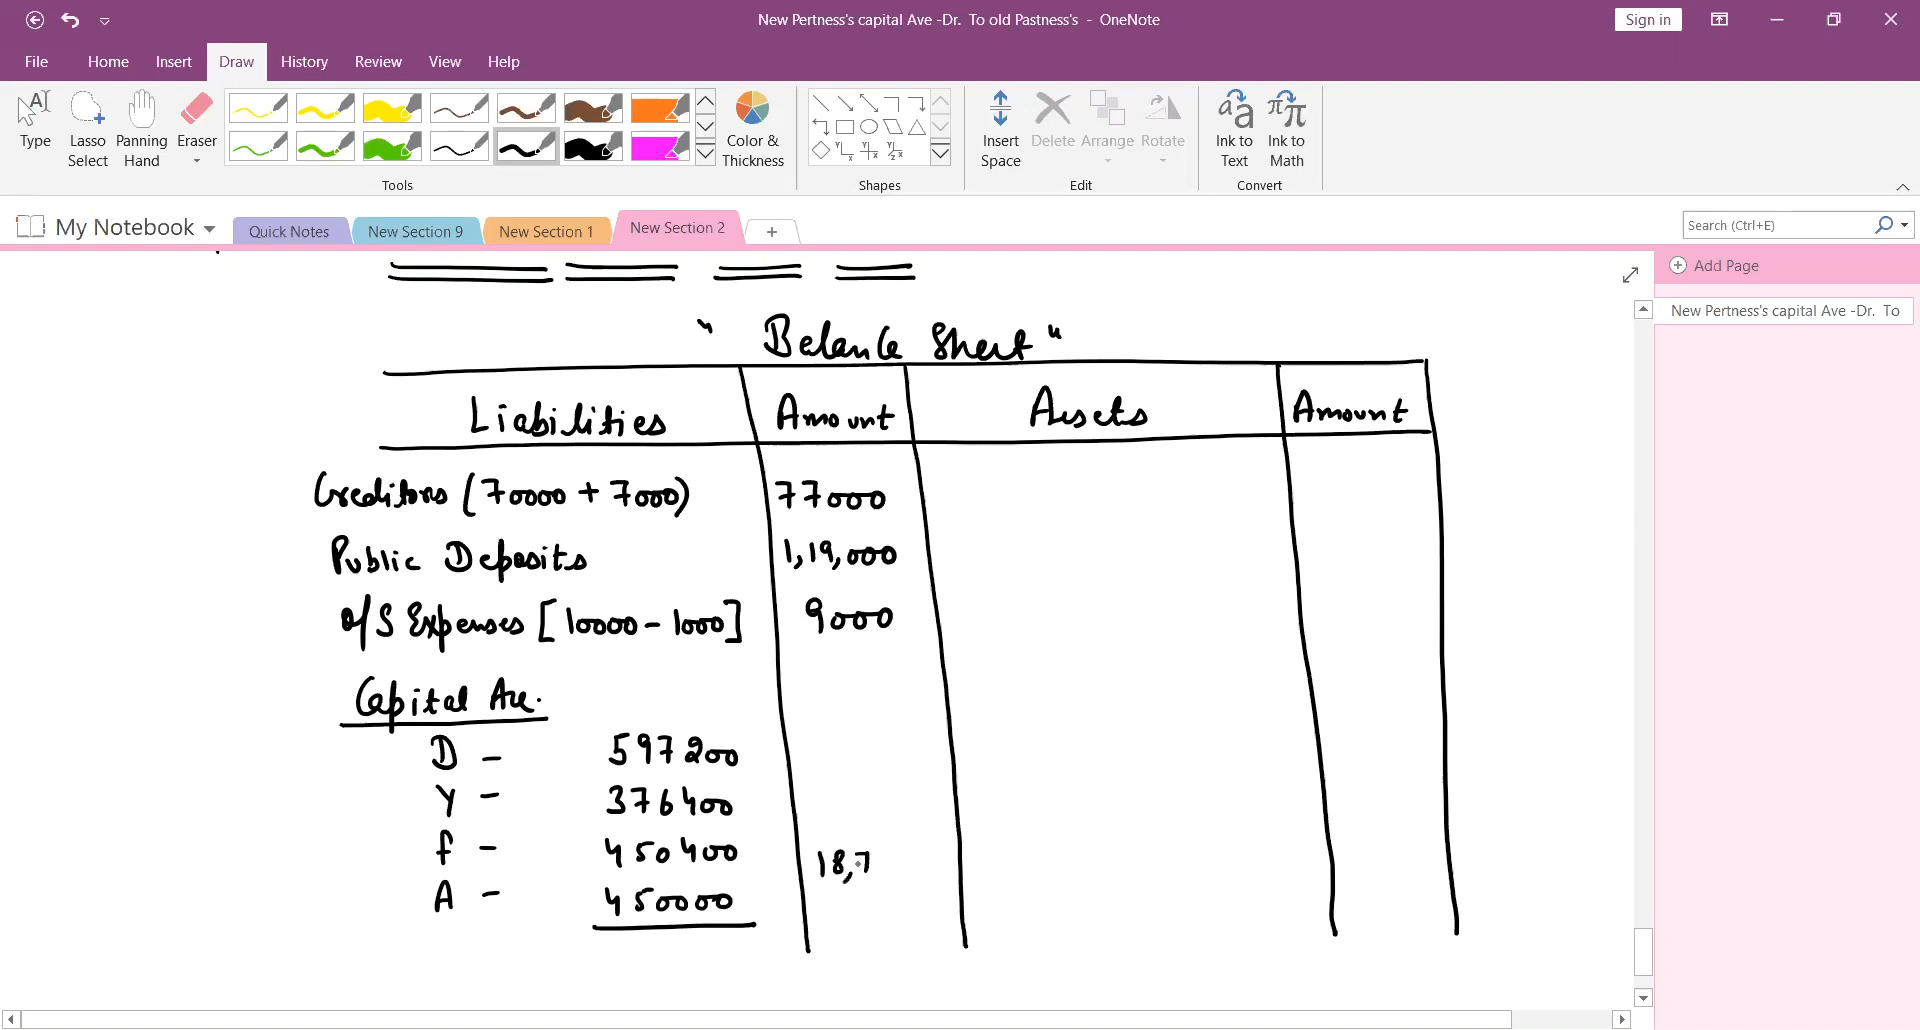 New Pertness's capital Ave -Dr. To old Pastness's - OneNote
Sign in
File Home Insert Draw History Review View Help
Type Lasso Select Panning Hand Eraser Color & Thickness Insert Space Delete Arrange Rotate Ink to Text Ink to Math
Tools Shapes Edit Convert
My Notebook Quick Notes New Section 9 New Section 1 New Section 2 + Search (Ctrl+E)
Add Page
New Pertness's capital Ave -Dr. To
" Balance Sheet "
Liabilities Amount Assets Amount
Creditors (70000 + 7000) 77000
Public Deposits 1,19,000
O/S Expenses [10000 - 1000] 9000
Capital Acc.
D - 597200
Y - 376400
f - 450400 18,7
A - 450000